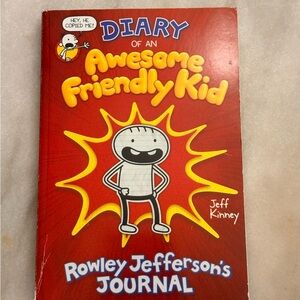 HEY, HE
COPIED ME!
DIARY
OF AN
Awesome
Friendly Kid
Jeff
Kinney
Rowley Jefferson's
JOURNAL